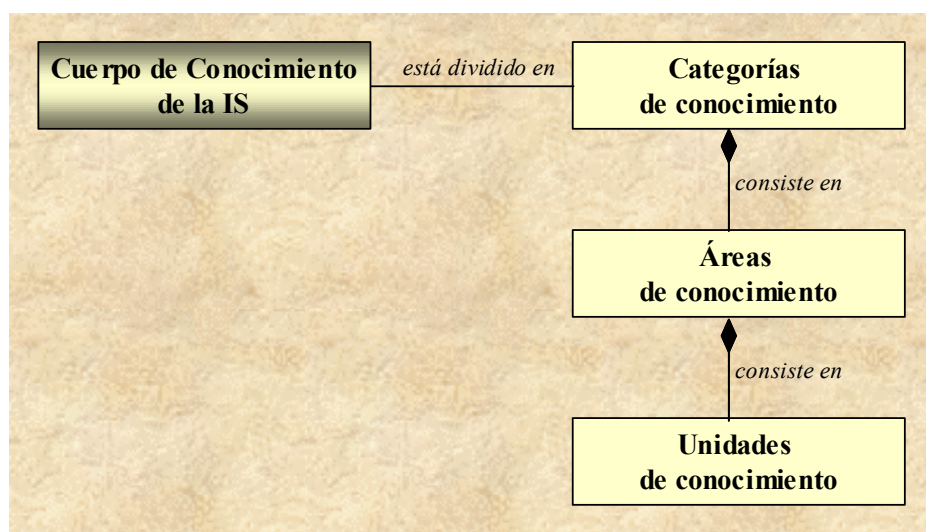 Cuerpo de Conocimiento
de la IS
está dividido en
Categorías
de conocimiento
consiste en
Áreas
de conocimiento
consiste en
Unidades
de conocimiento